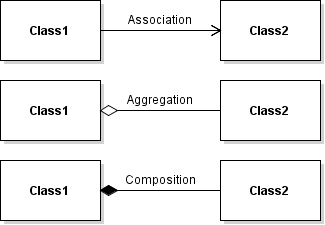 Class1 Association Class2
Class1 Aggregation Class2
Class1 Composition Class2